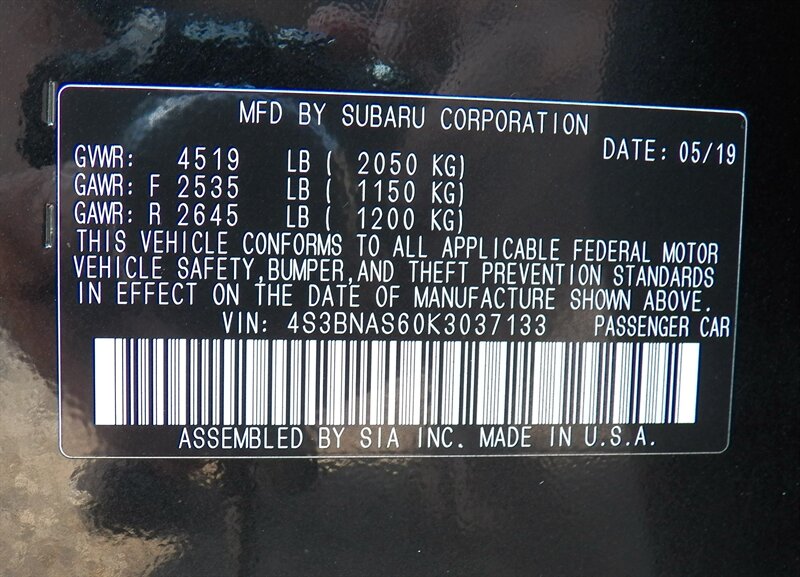 MFD BY SUBARU CORPORATION
DATE: 05/19
GVWR: 4519 LB ( 2050 KG)
GAWR: F 2535 LB ( 1150 KG)
GAWR: R 2645 LB ( 1200 KG)
THIS VEHICLE CONFORMS TO ALL APPLICABLE FEDERAL MOTOR
VEHICLE SAFETY,BUMPER,AND THEFT PREVENTION STANDARDS
IN EFFECT ON THE DATE OF MANUFACTURE SHOWN ABOVE.
VIN: 4S3BNAS60K3037133 PASSENGER CAR
ASSEMBLED BY SIA INC. MADE IN U.S.A.